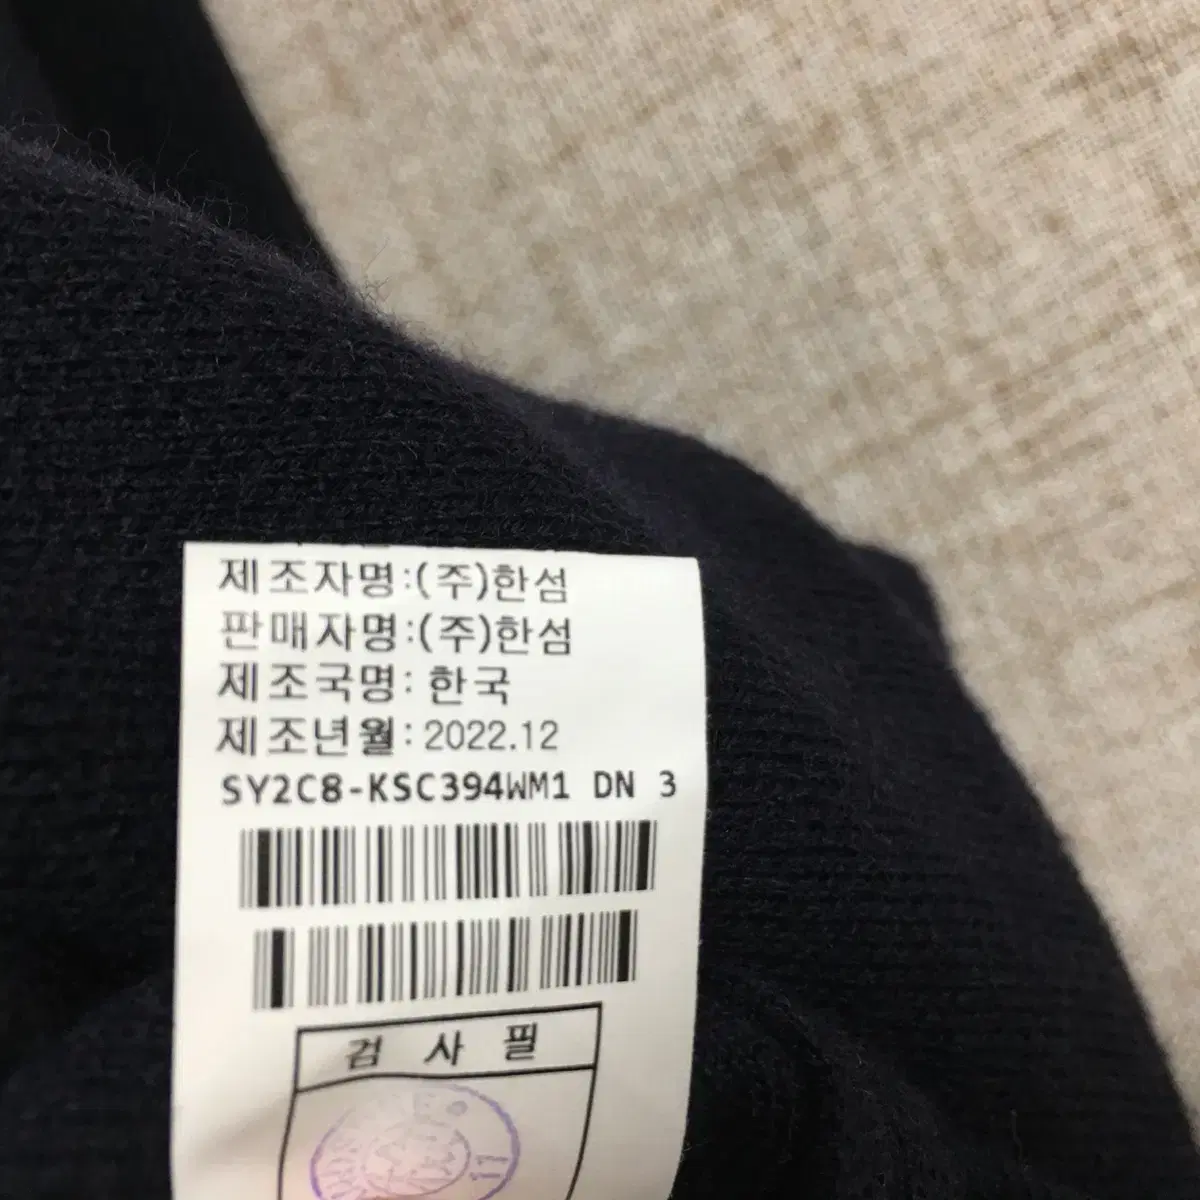 제조자명:(주)한섬
판매자명:(주)한섬
제조국명: 한국
제조년월: 2022.12
SY2C8-KSC394WM1 DN 3
검 사 필
11